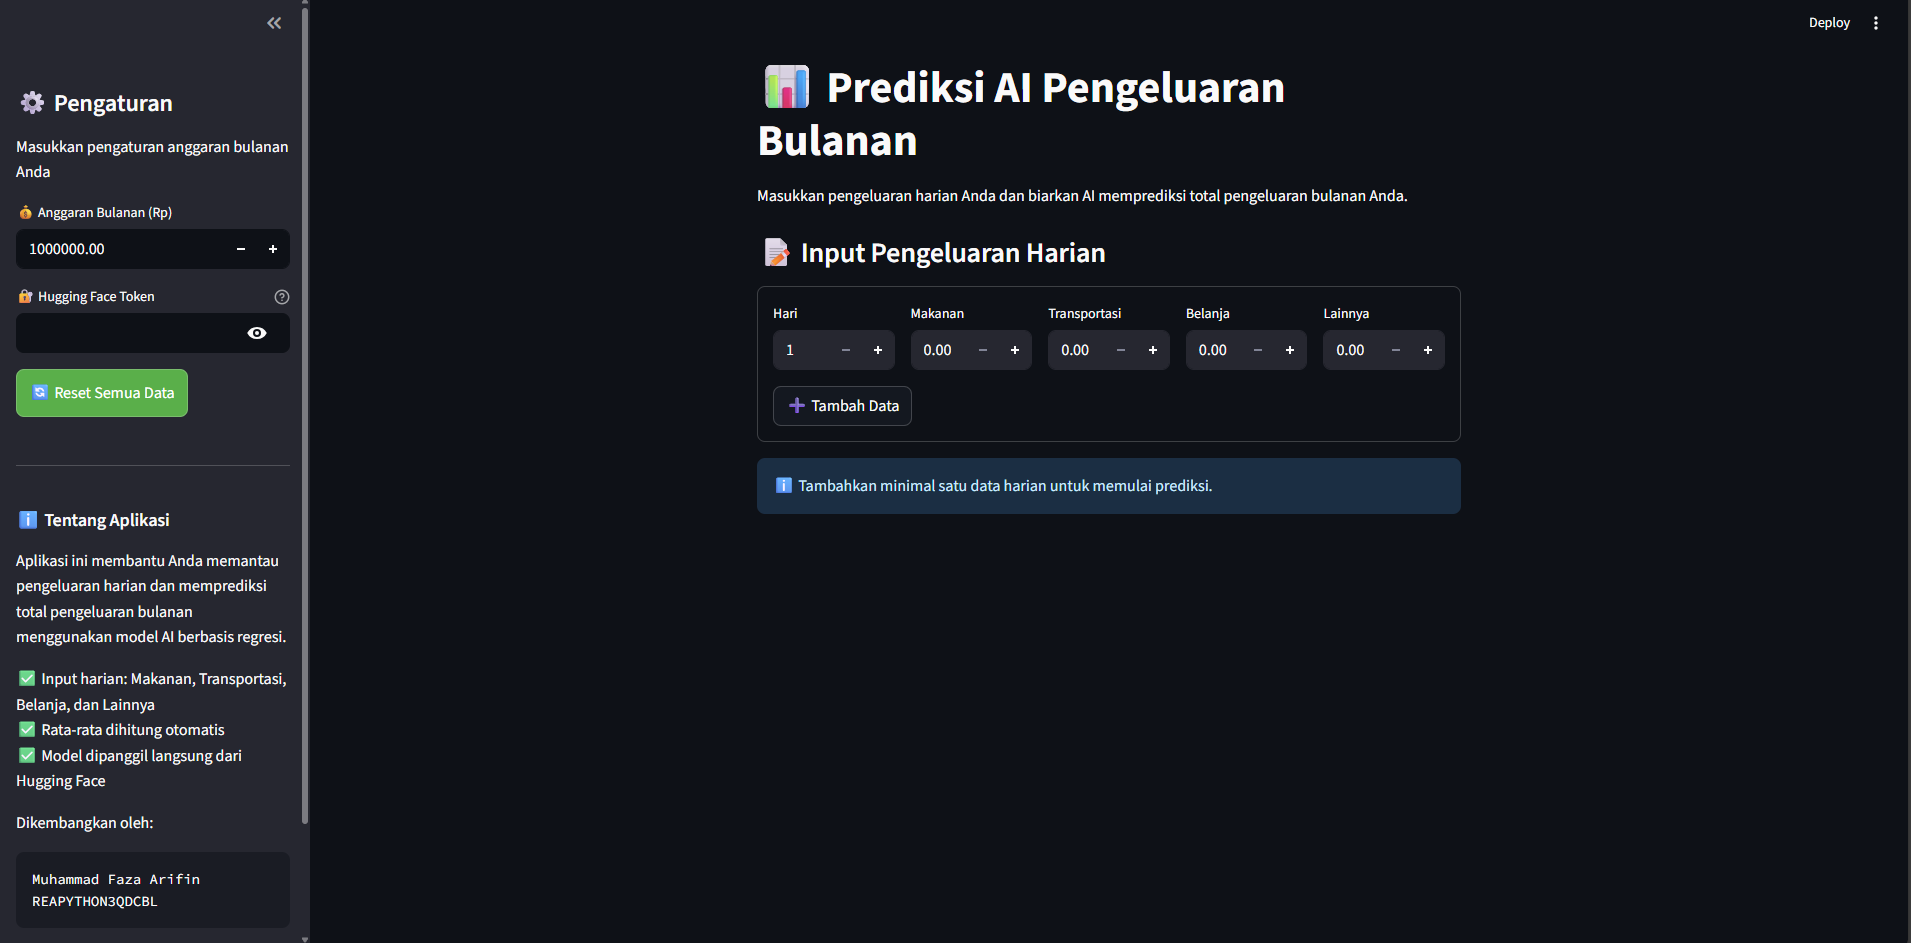 Pengaturan
Masukkan pengaturan anggaran bulanan
Anda
Anggaran Bulanan (Rp)
1000000.00
Hugging Face Token
Reset Semua Data
Tentang Aplikasi
Aplikasi ini membantu Anda memantau
pengeluaran harian dan memprediksi
total pengeluaran bulanan
menggunakan model AI berbasis regresi.
Input harian: Makanan, Transportasi,
Belanja, dan Lainnya
Rata-rata dihitung otomatis
Model dipanggil langsung dari
Hugging Face
Dikembangkan oleh:
Muhammad Faza Arifin
REAPYTHON3QDCBL
Deploy
Prediksi AI Pengeluaran
Bulanan
Masukkan pengeluaran harian Anda dan biarkan AI memprediksi total pengeluaran bulanan Anda.
Input Pengeluaran Harian
Hari Makanan Transportasi Belanja Lainnya
1 0.00 0.00 0.00 0.00
Tambah Data
Tambahkan minimal satu data harian untuk memulai prediksi.